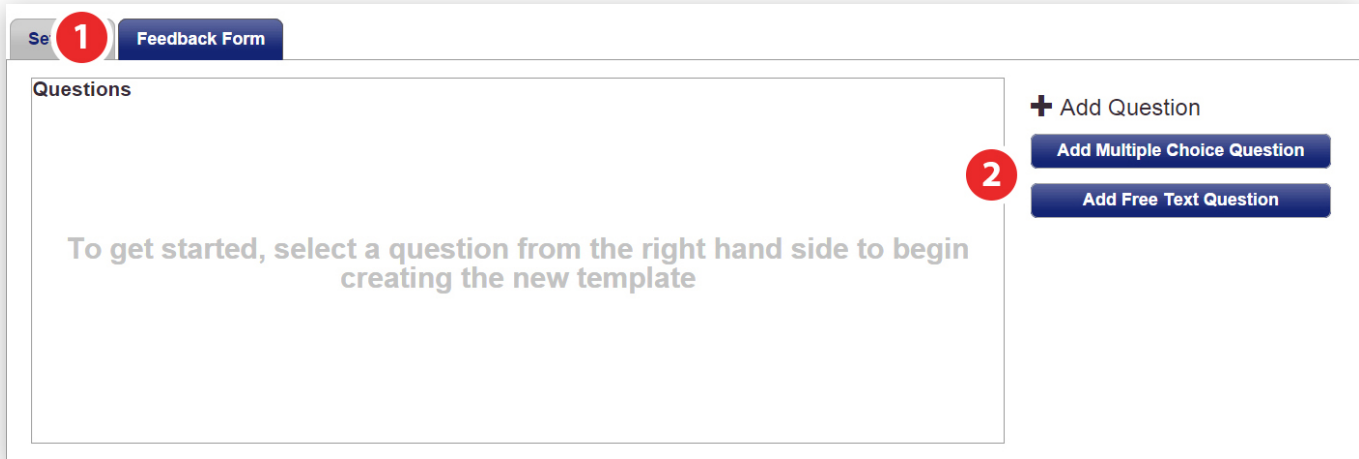 Se
1
Feedback Form
Questions
Add Question
Add Multiple Choice Question
2
Add Free Text Question
To get started, select a question from the right hand side to begin
creating the new template